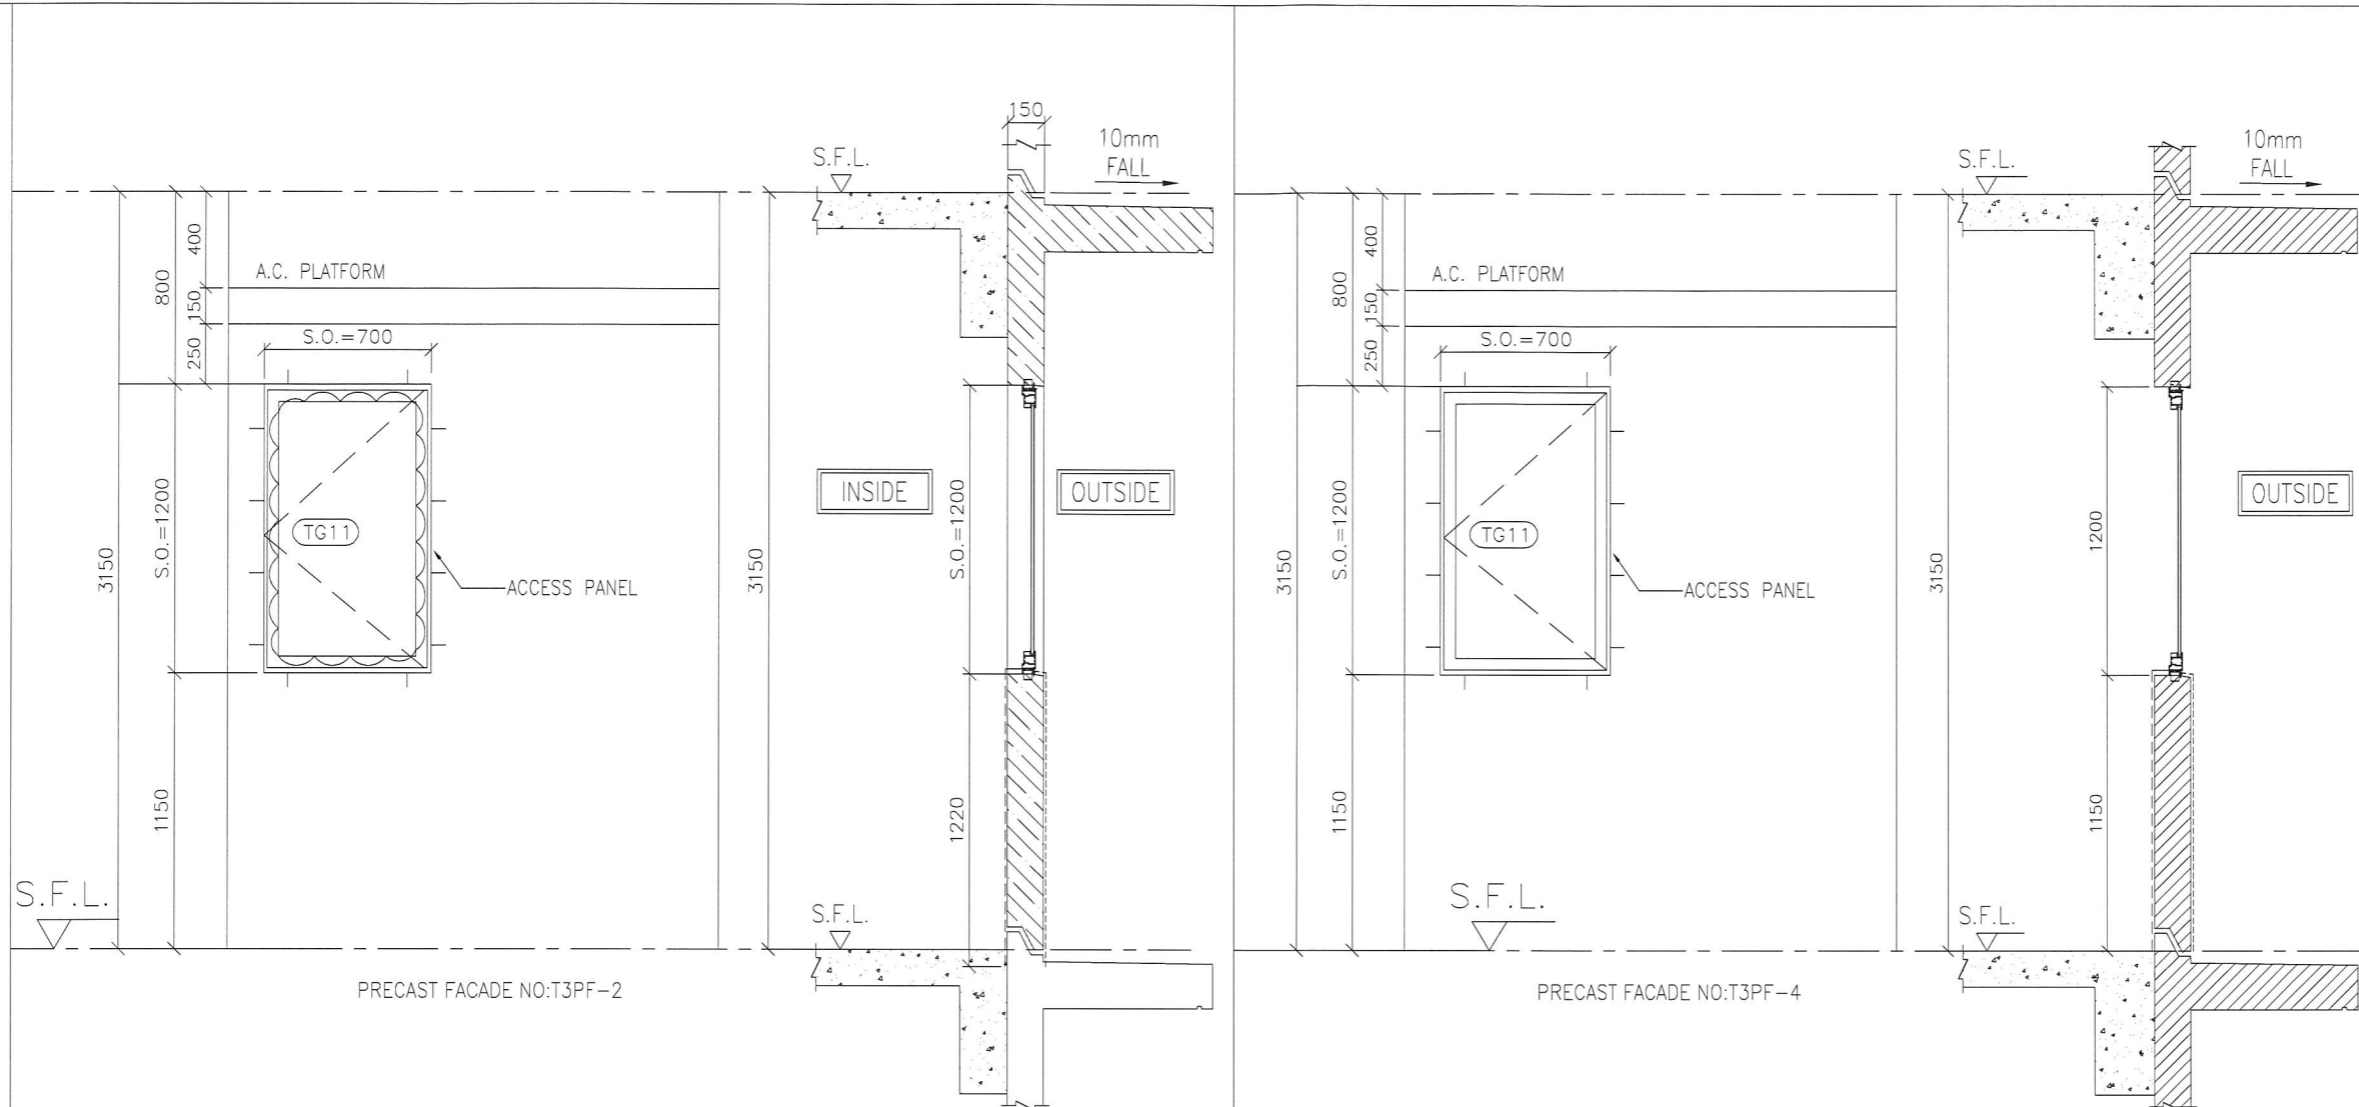 150
10mm
FALL
S.F.L.
400
800
A.C. PLATFORM
150
S.O.=700
250
INSIDE
OUTSIDE
S.O.=1200
TG11
3150
ACCESS PANEL
3150
S.O.=1200
1150
1220
S.F.L.
S.F.L.
PRECAST FACADE NO:T3PF-2
10mm
FALL
S.F.L.
400
800
A.C. PLATFORM
150
S.O.=700
250
OUTSIDE
S.O.=1200
TG11
1200
3150
ACCESS PANEL
3150
1150
1150
S.F.L.
S.F.L.
PRECAST FACADE NO:T3PF-4